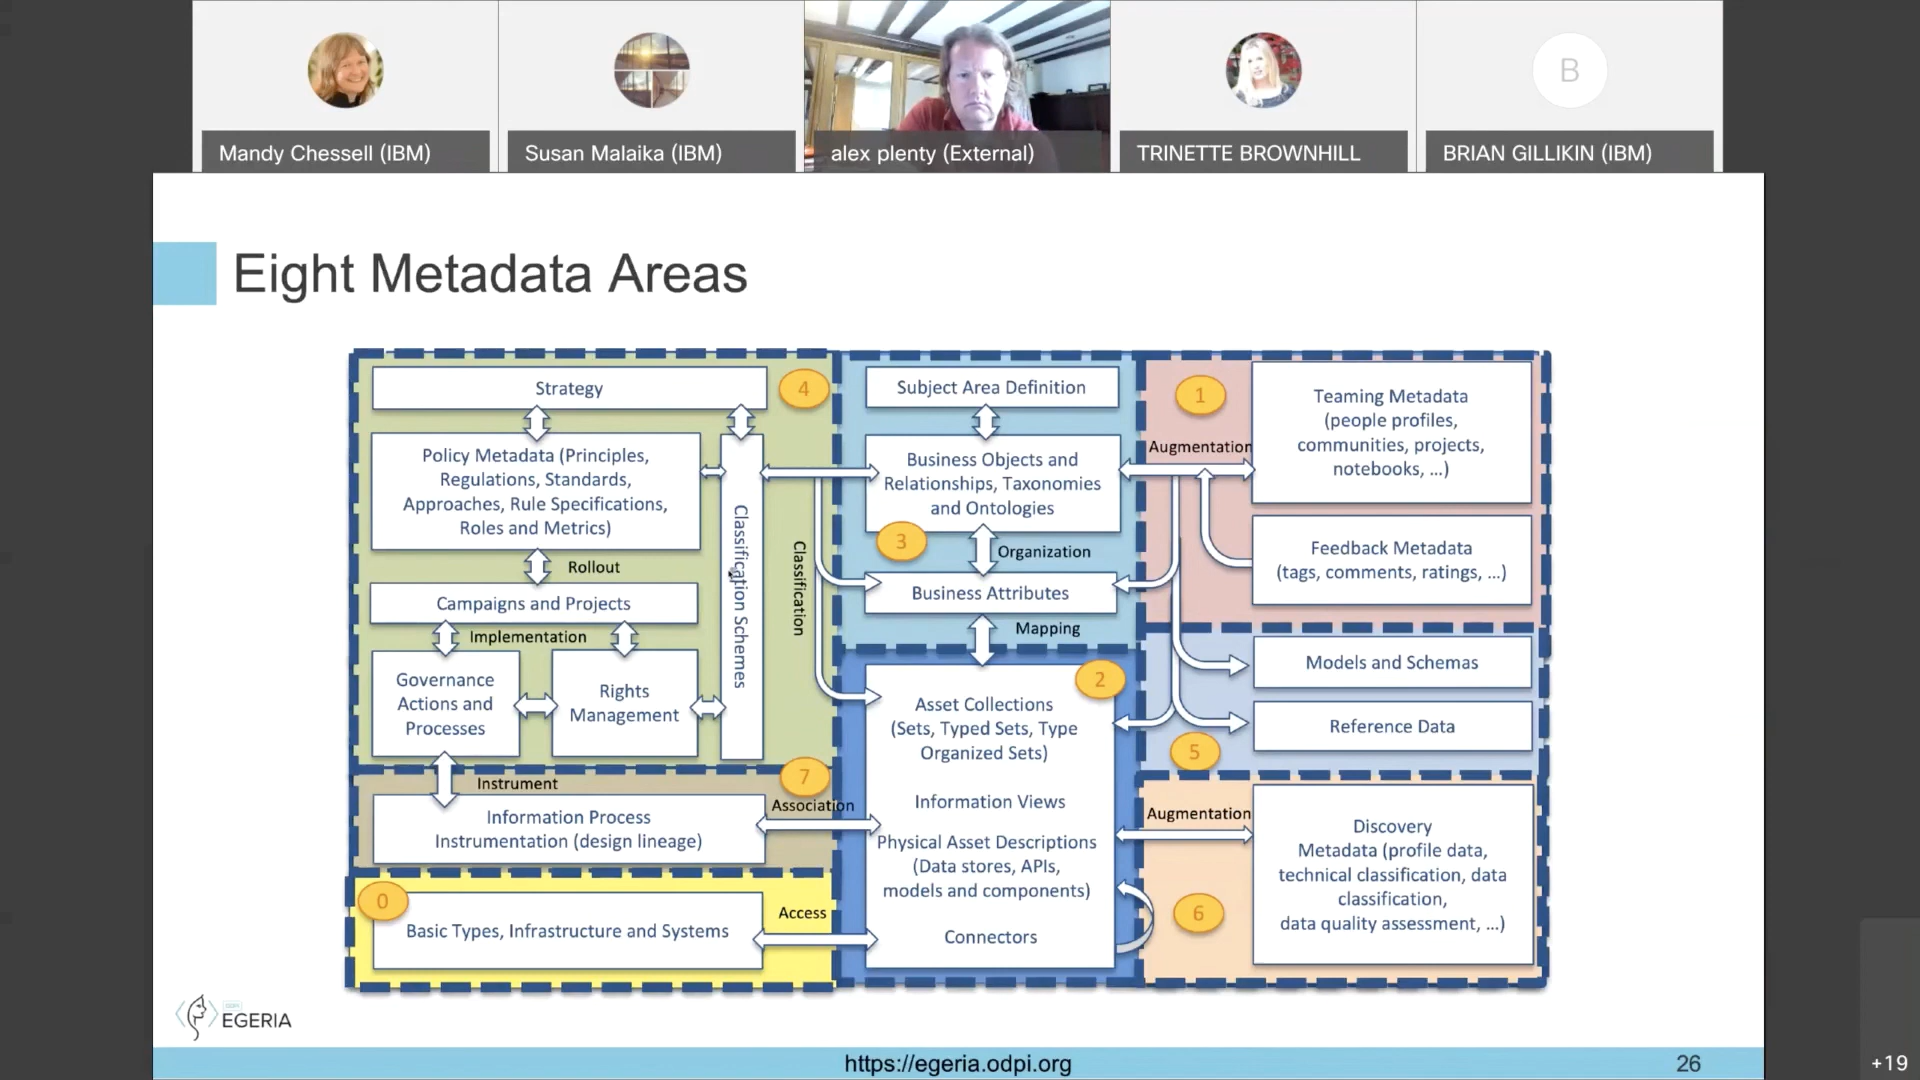 Mandy Chessell (IBM)
Susan Malaika (IBM)
alex plenty (External)
TRINETTE BROWNHILL
B
BRIAN GILLIKIN (IBM)
Eight Metadata Areas
Strategy
4
Policy Metadata (Principles,
Regulations, Standards,
Approaches, Rule Specifications,
Roles and Metrics)
Rollout
Campaigns and Projects
Implementation
Governance
Actions and
Processes
Rights
Management
Classification Schemes
Classification
Subject Area Definition
Business Objects and
Relationships, Taxonomies
and Ontologies
3
Organization
Business Attributes
Mapping
1
Augmentation
Teaming Metadata
(people profiles,
communities, projects,
notebooks, ...)
Feedback Metadata
(tags, comments, ratings, ...)
Models and Schemas
Reference Data
5
7
Instrument
Association
Information Process
Instrumentation (design lineage)
0
Basic Types, Infrastructure and Systems
Access
2
Asset Collections
(Sets, Typed Sets, Type
Organized Sets)
Information Views
Physical Asset Descriptions
(Data stores, APIs,
models and components)
Connectors
Augmentation
6
Discovery
Metadata (profile data,
technical classification, data
classification,
data quality assessment, ...)
EGERIA
https://egeria.odpi.org
26
+19